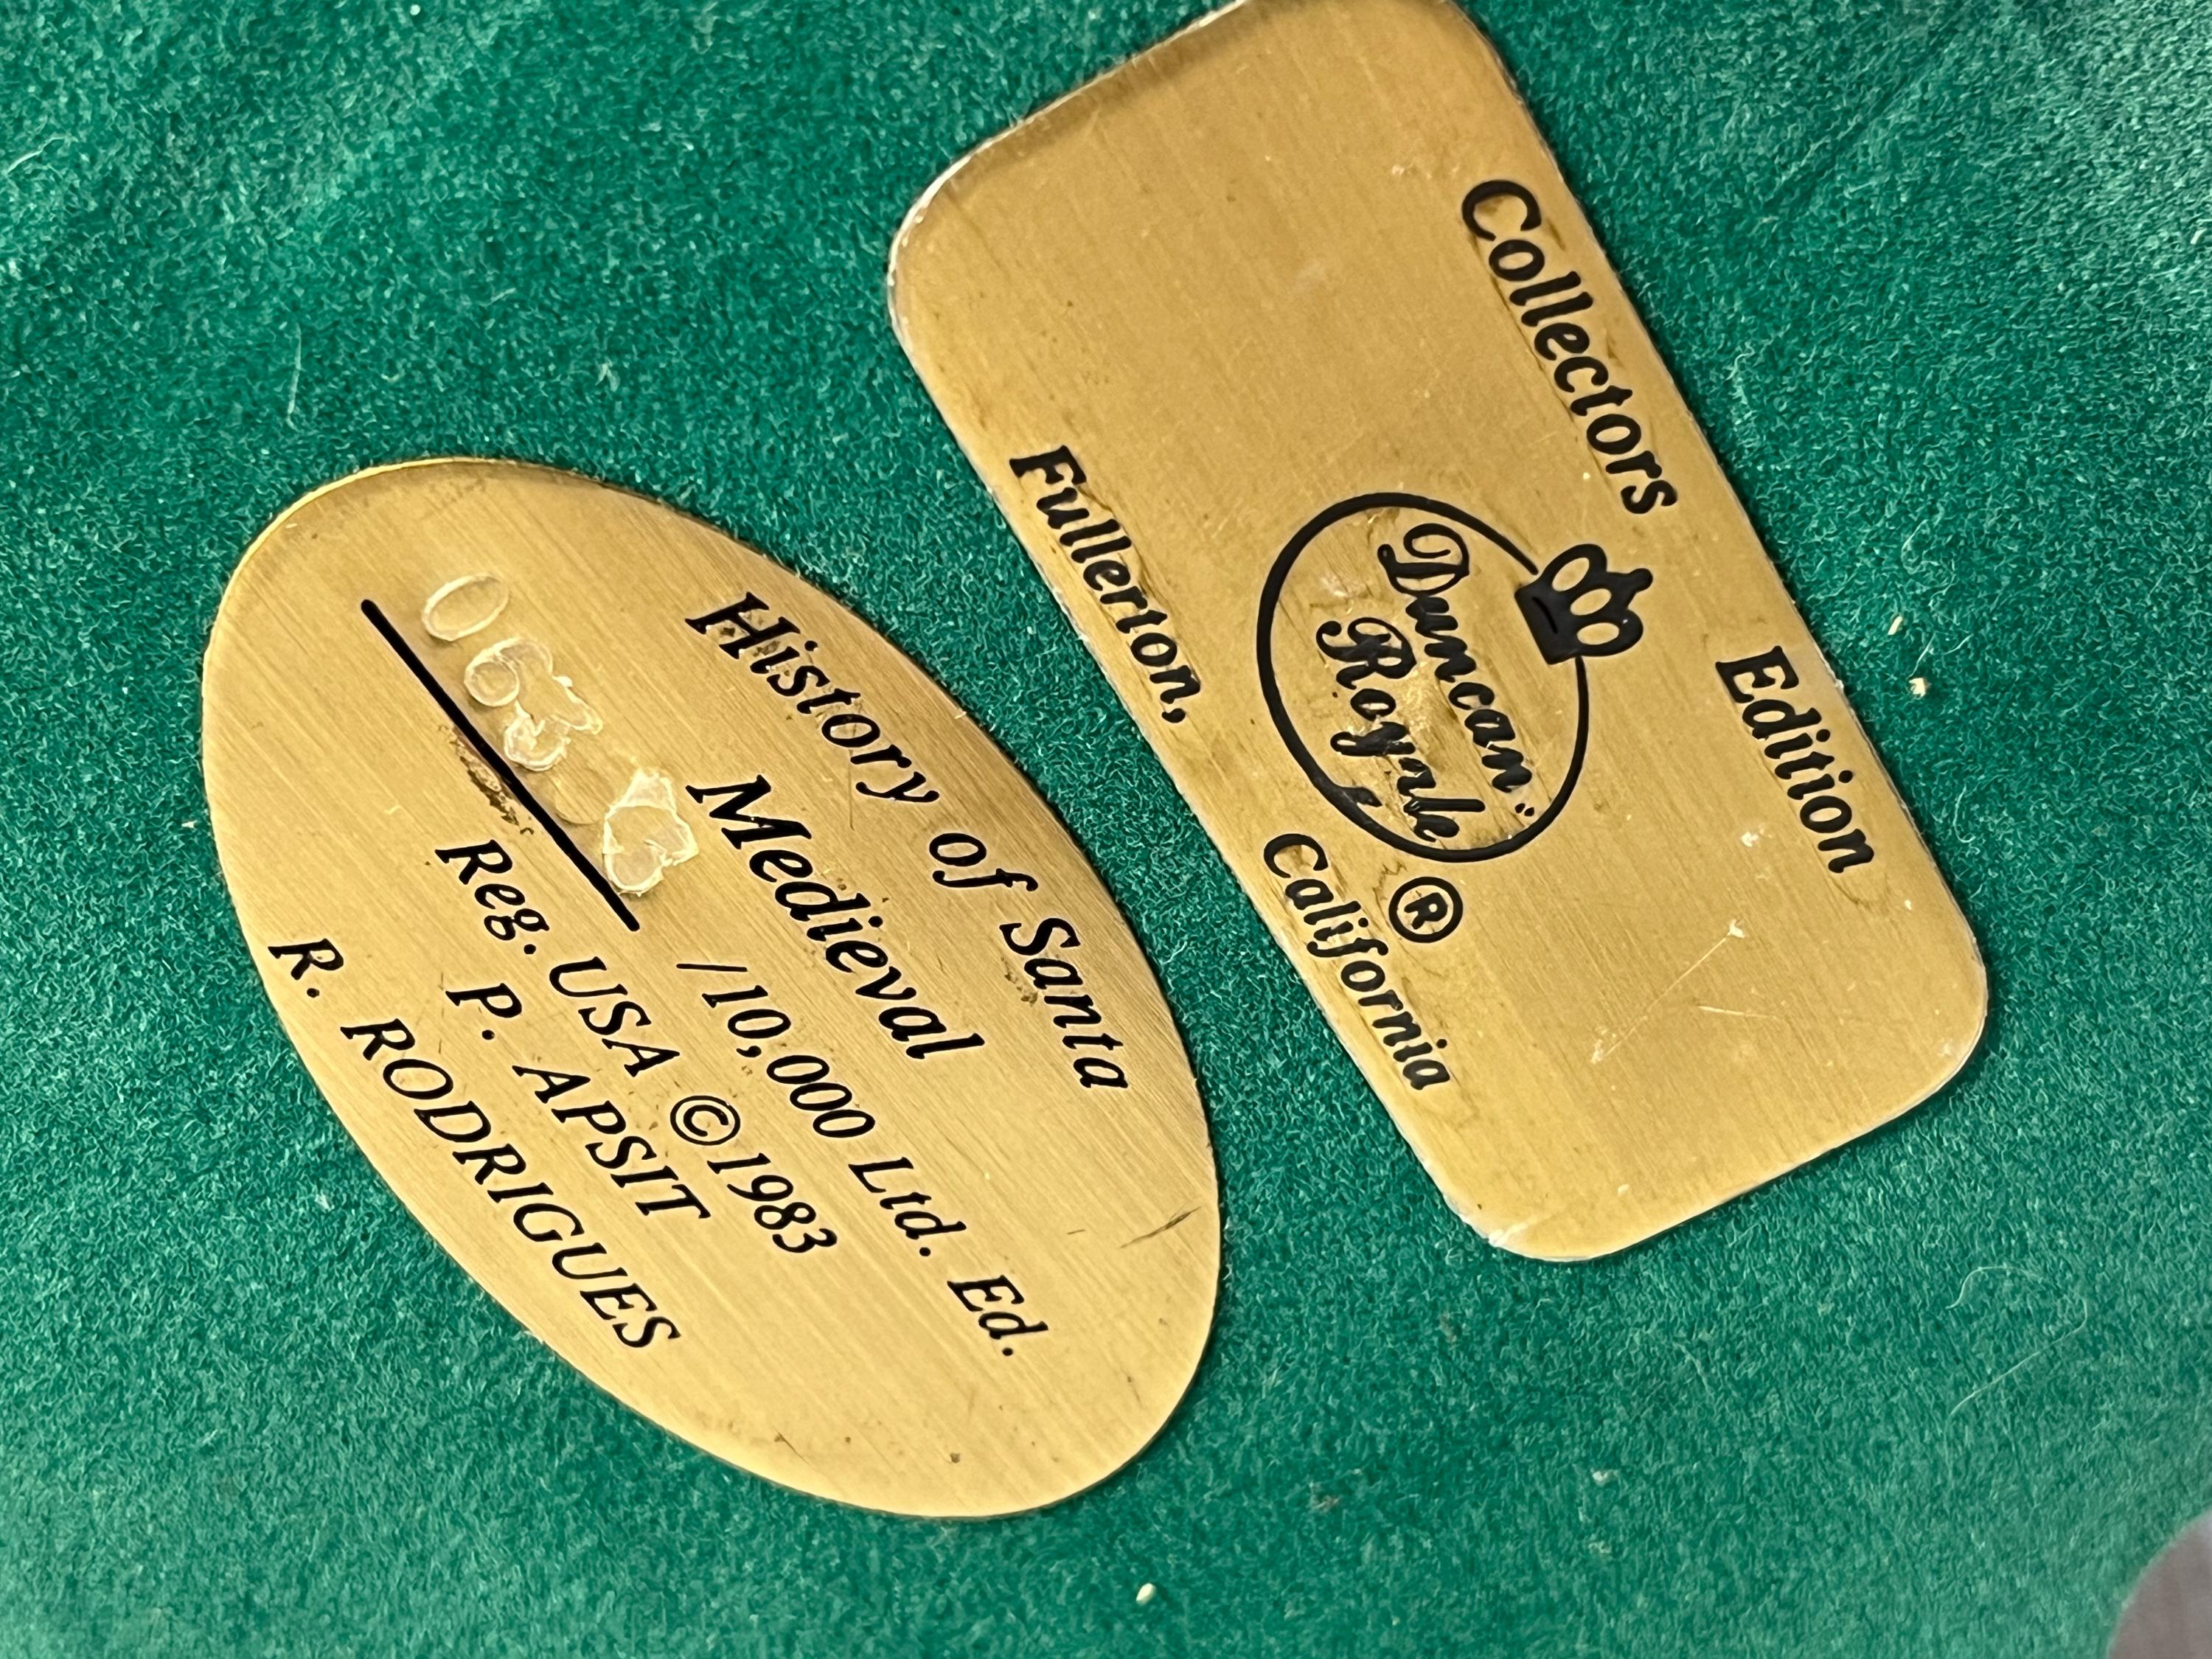 History of Santa
Medieval
/10,000 Ltd. Ed.
Reg. USA ©1983
P. APSIT
R. RODRIGUES
Collectors Edition
Duncan
Royale
®
Fullerton, California